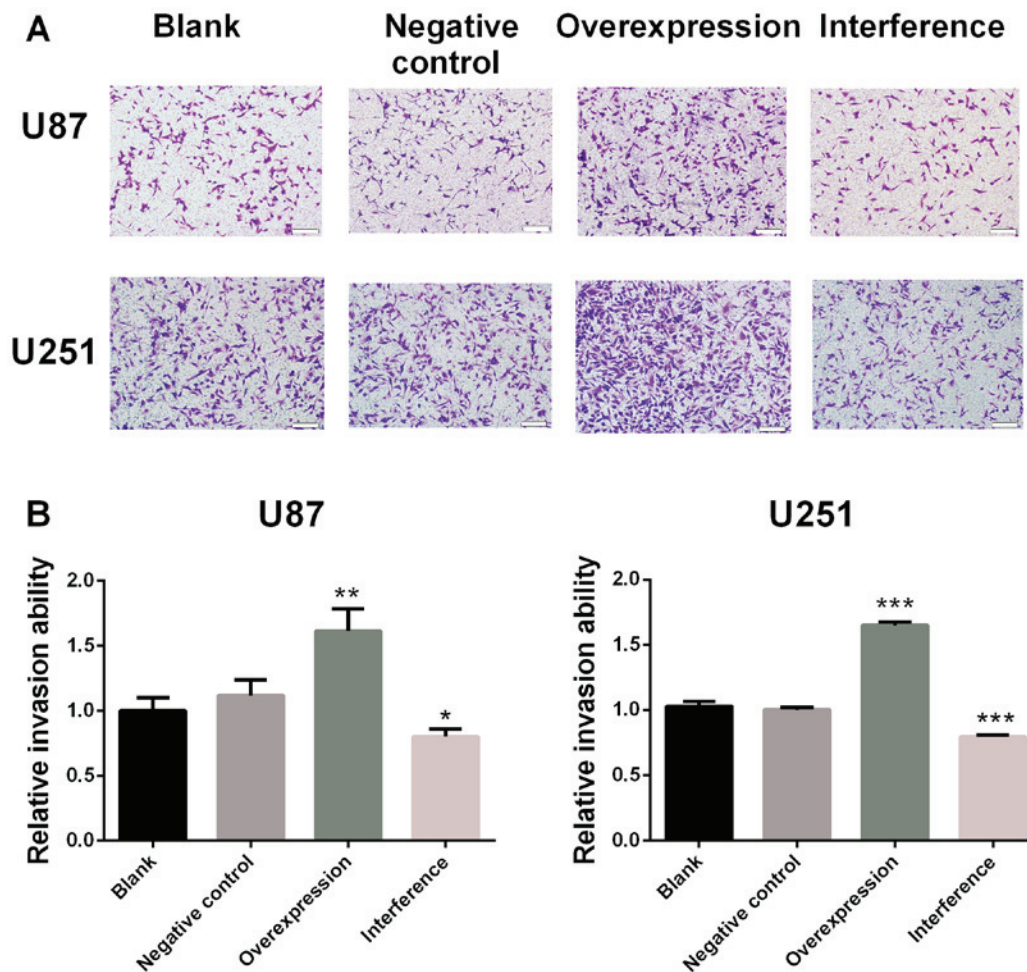 A
Blank
Negative
control
Overexpression
Interference
U87
U251
B
U87
Relative invasion ability
2.0
1.5
1.0
0.5
0.0
**
*
Blank
Negative control
Overexpression
Interference
U251
Relative invasion ability
2.0
1.5
1.0
0.5
0.0
***
***
Blank
Negative control
Overexpression
Interference